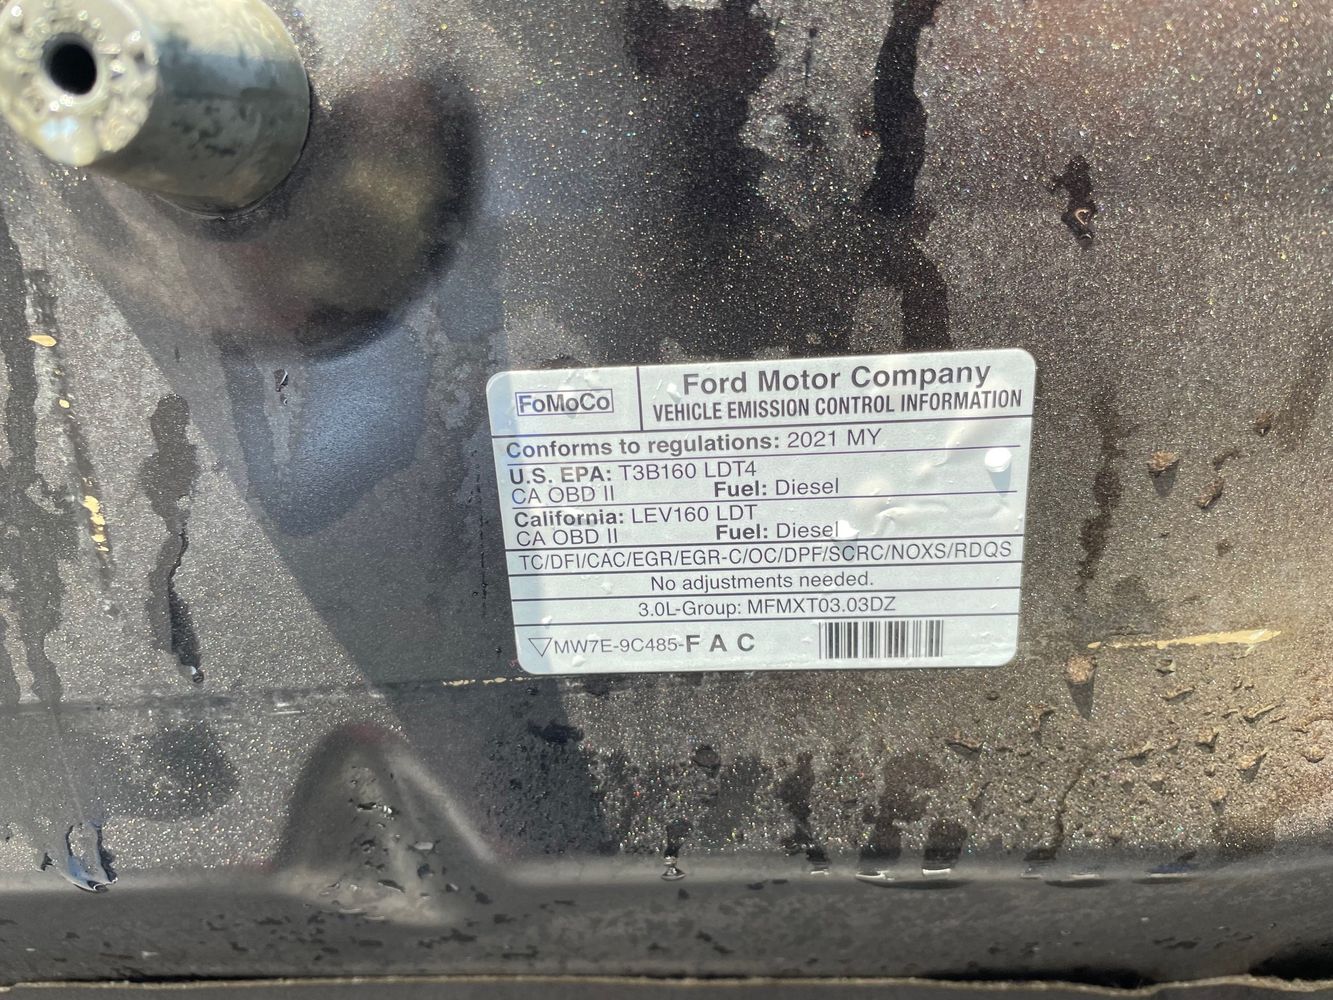 FoMoCo
Ford Motor Company
VEHICLE EMISSION CONTROL INFORMATION
Conforms to regulations: 2021 MY
U.S. EPA: T3B160 LDT4
CA OBD II Fuel: Diesel
California: LEV160 LDT
CA OBD II Fuel: Diesel
TC/DFI/CAC/EGR/EGR-C/OC/DPF/SCRC/NOXS/RDQS
No adjustments needed.
3.0L-Group: MFMXT03.03DZ
MW7E-9C485-F A C